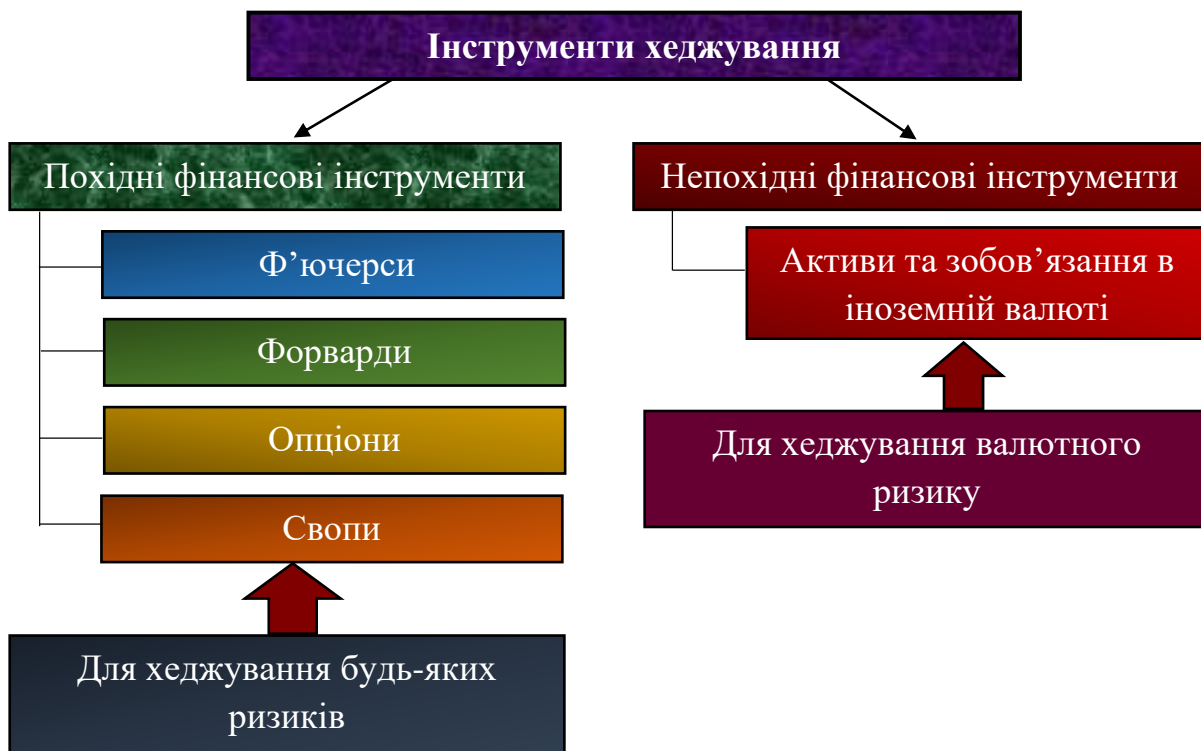 Інструменти хеджування
Похідні фінансові інструменти
Ф’ючерси
Форварди
Опціони
Свопи
Для хеджування будь-яких
ризиків
Непохідні фінансові інструменти
Активи та зобов’язання в
іноземній валюті
Для хеджування валютного
ризику